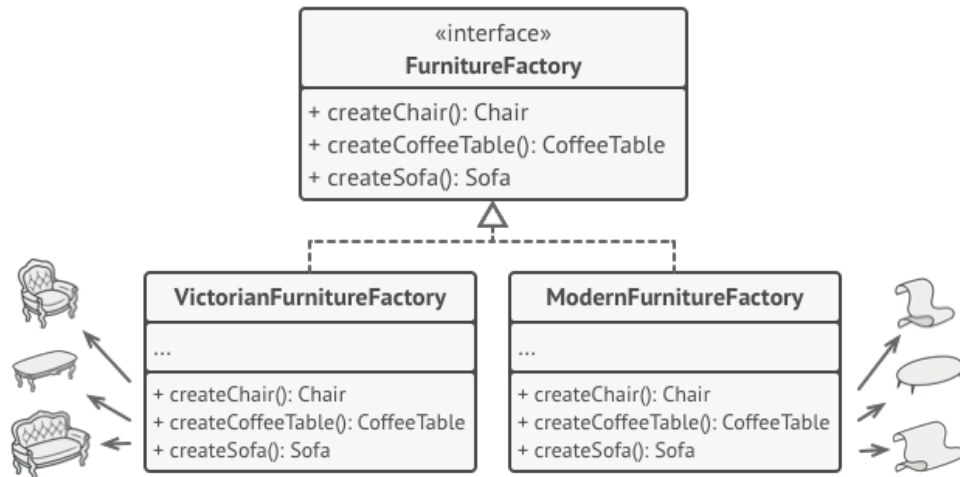 «interface»
FurnitureFactory
+ createChair(): Chair
+ createCoffeeTable(): CoffeeTable
+ createSofa(): Sofa
VictorianFurnitureFactory
...
+ createChair(): Chair
+ createCoffeeTable(): CoffeeTable
+ createSofa(): Sofa
ModernFurnitureFactory
...
+ createChair(): Chair
+ createCoffeeTable(): CoffeeTable
+ createSofa(): Sofa